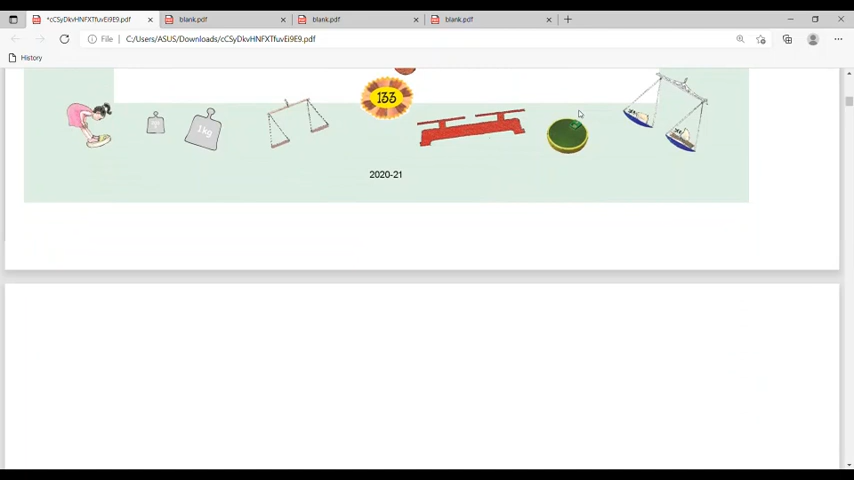 *cCSyDkvHNFXTfuvEi9E9.pdf
blank.pdf
blank.pdf
blank.pdf
File
C:/Users/ASUS/Downloads/cCSyDkvHNFXTfuvEi9E9.pdf
History
133
1kg
2020-21